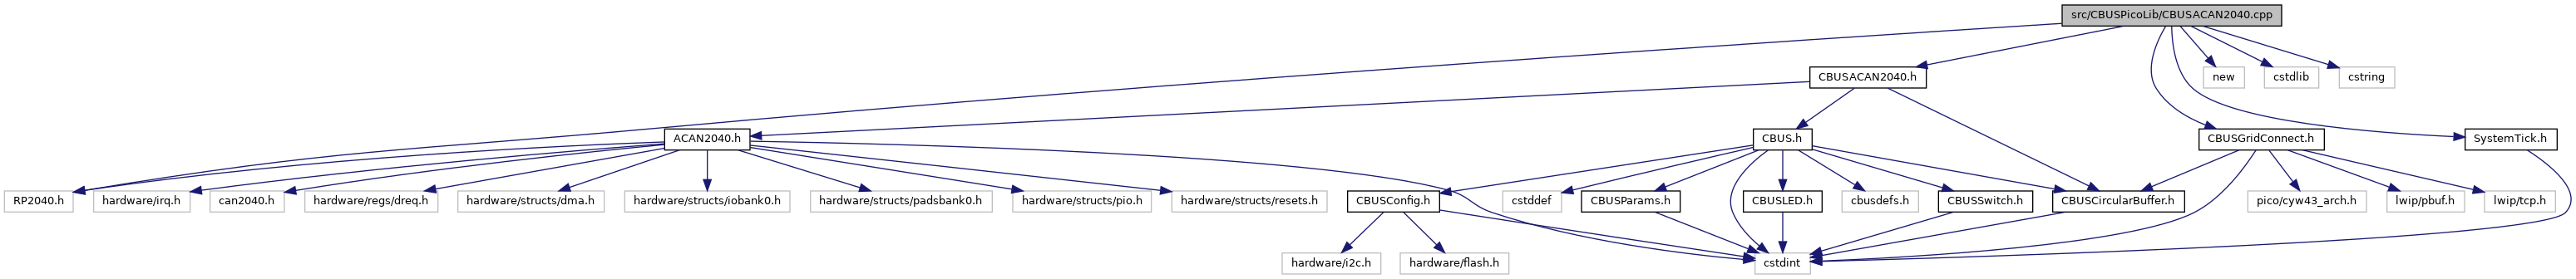 src/CBUSPicoLib/CBUSACAN2040.cpp
CBUSACAN2040.h
new
cstdlib
cstring
ACAN2040.h
CBUS.h
CBUSGridConnect.h
SystemTick.h
RP2040.h
hardware/irq.h
can2040.h
hardware/regs/dreq.h
hardware/structs/dma.h
hardware/structs/iobank0.h
hardware/structs/padsbank0.h
hardware/structs/pio.h
hardware/structs/resets.h
CBUSConfig.h
cstddef
CBUSParams.h
CBUSLED.h
cbusdefs.h
CBUSSwitch.h
CBUSCircularBuffer.h
pico/cyw43_arch.h
lwip/pbuf.h
lwip/tcp.h
hardware/i2c.h
hardware/flash.h
cstdint